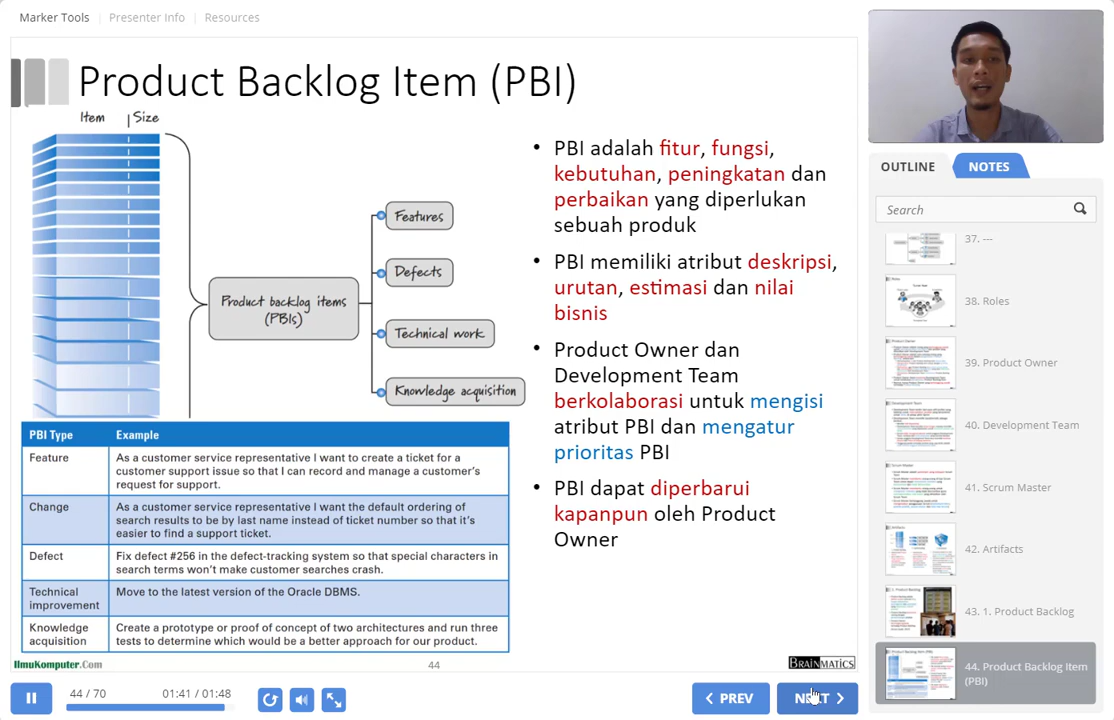 Marker Tools
Presenter Info
Resources
Product Backlog Item (PBI)
Item
Size
Product backlog items
(PBIs)
Features
Defects
Technical work
Knowledge acquisition
• PBI adalah fitur, fungsi,
kebutuhan, peningkatan dan
perbaikan yang diperlukan
sebuah produk
• PBI memiliki atribut deskripsi,
urutan, estimasi dan nilai
bisnis
• Product Owner dan
Development Team
berkolaborasi untuk mengisi
atribut PBI dan mengatur
prioritas PBI
• PBI dapat diperbarui
kapanpun oleh Product
Owner
PBI Type Example
Feature As a customer service representative I want to create a ticket for a
customer support issue so that I can record and manage a customer's
request for support.
Change As a customer service representative I want the default ordering of
search results to be by last name instead of ticket number so that it's
easier to find a support ticket.
Defect Fix defect #256 in the defect-tracking system so that special characters in
search terms won't make customer searches crash.
Technical
improvement
Move to the latest version of the Oracle DBMS.
Knowledge
acquisition
Create a prototype or proof of concept of two architectures and run three
tests to determine which would be a better approach for our product.
IlmuKomputer.Com
44
BRAINMATICS
44 / 70
01:41 / 01:48
PREV
NEXT
OUTLINE
NOTES
Search
37. ---
38. Roles
39. Product Owner
40. Development Team
41. Scrum Master
42. Artifacts
43. 1. Product Backlog
44. Product Backlog Item
(PBI)